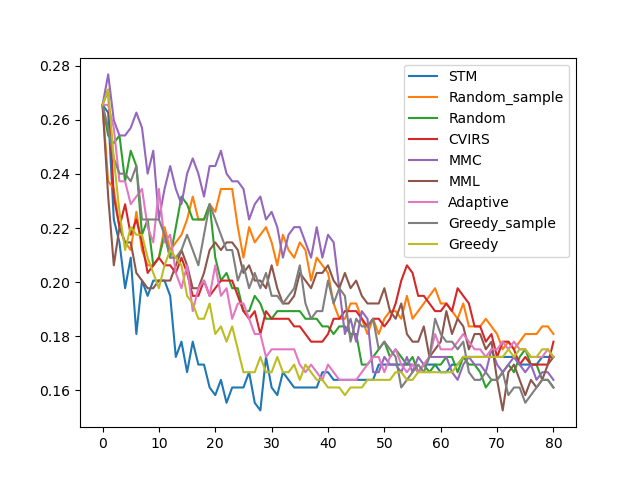 0.28
0.26
0.24
0.22
0.20
0.18
0.16
0 10 20 30 40 50 60 70 80
STM
Random_sample
Random
CVIRS
MMC
MML
Adaptive
Greedy_sample
Greedy